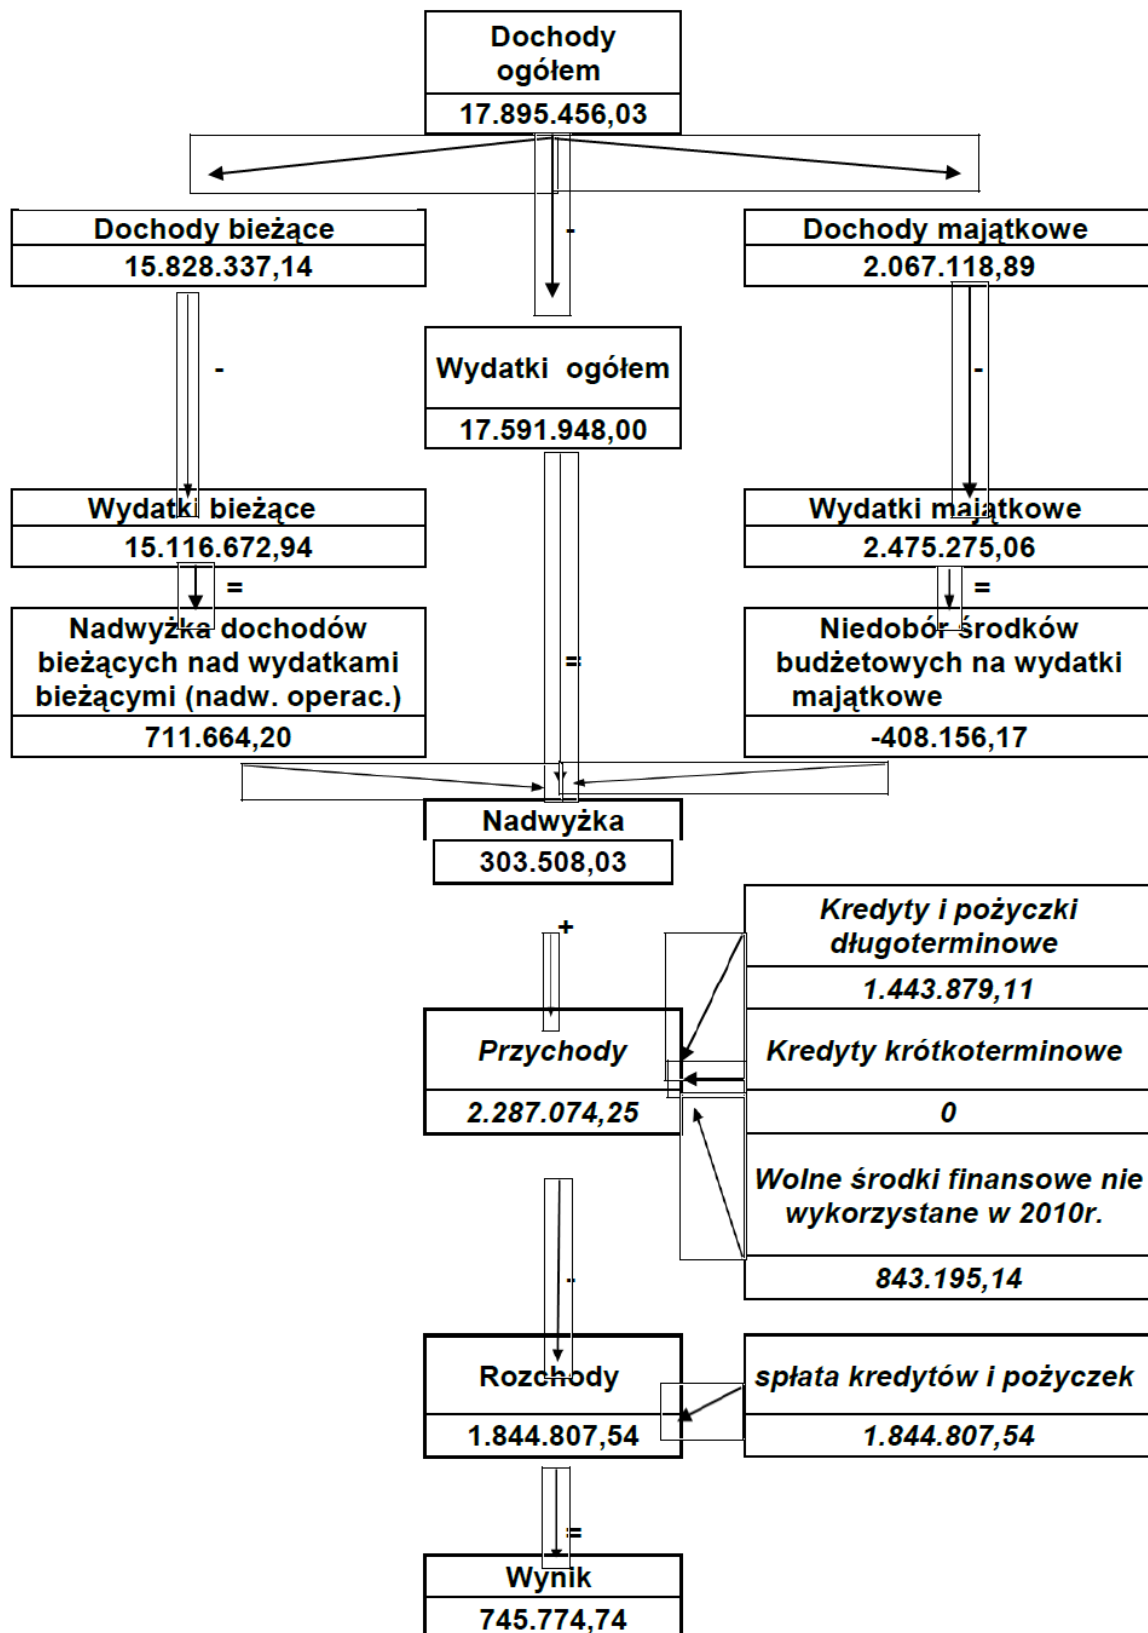 Dochody
ogółem
17.895.456,03
Dochody bieżące
15.828.337,14
-
Dochody majątkowe
2.067.118,89
-
Wydatki ogółem
17.591.948,00
-
Wydatki bieżące
15.116.672,94
=
Wydatki majątkowe
2.475.275,06
=
Nadwyżka dochodów
bieżących nad wydatkami
bieżącymi (nadw. operac.)
711.664,20
=
Niedobór środków
budżetowych na wydatki
majątkowe
-408.156,17
Nadwyżka
303.508,03
+
Kredyty i pożyczki
długoterminowe
1.443.879,11
Przychody
2.287.074,25
Kredyty krótkoterminowe
0
Wolne środki finansowe nie
wykorzystane w 2010r.
843.195,14
-
Rozchody
1.844.807,54
spłata kredytów i pożyczek
1.844.807,54
=
Wynik
745.774,74